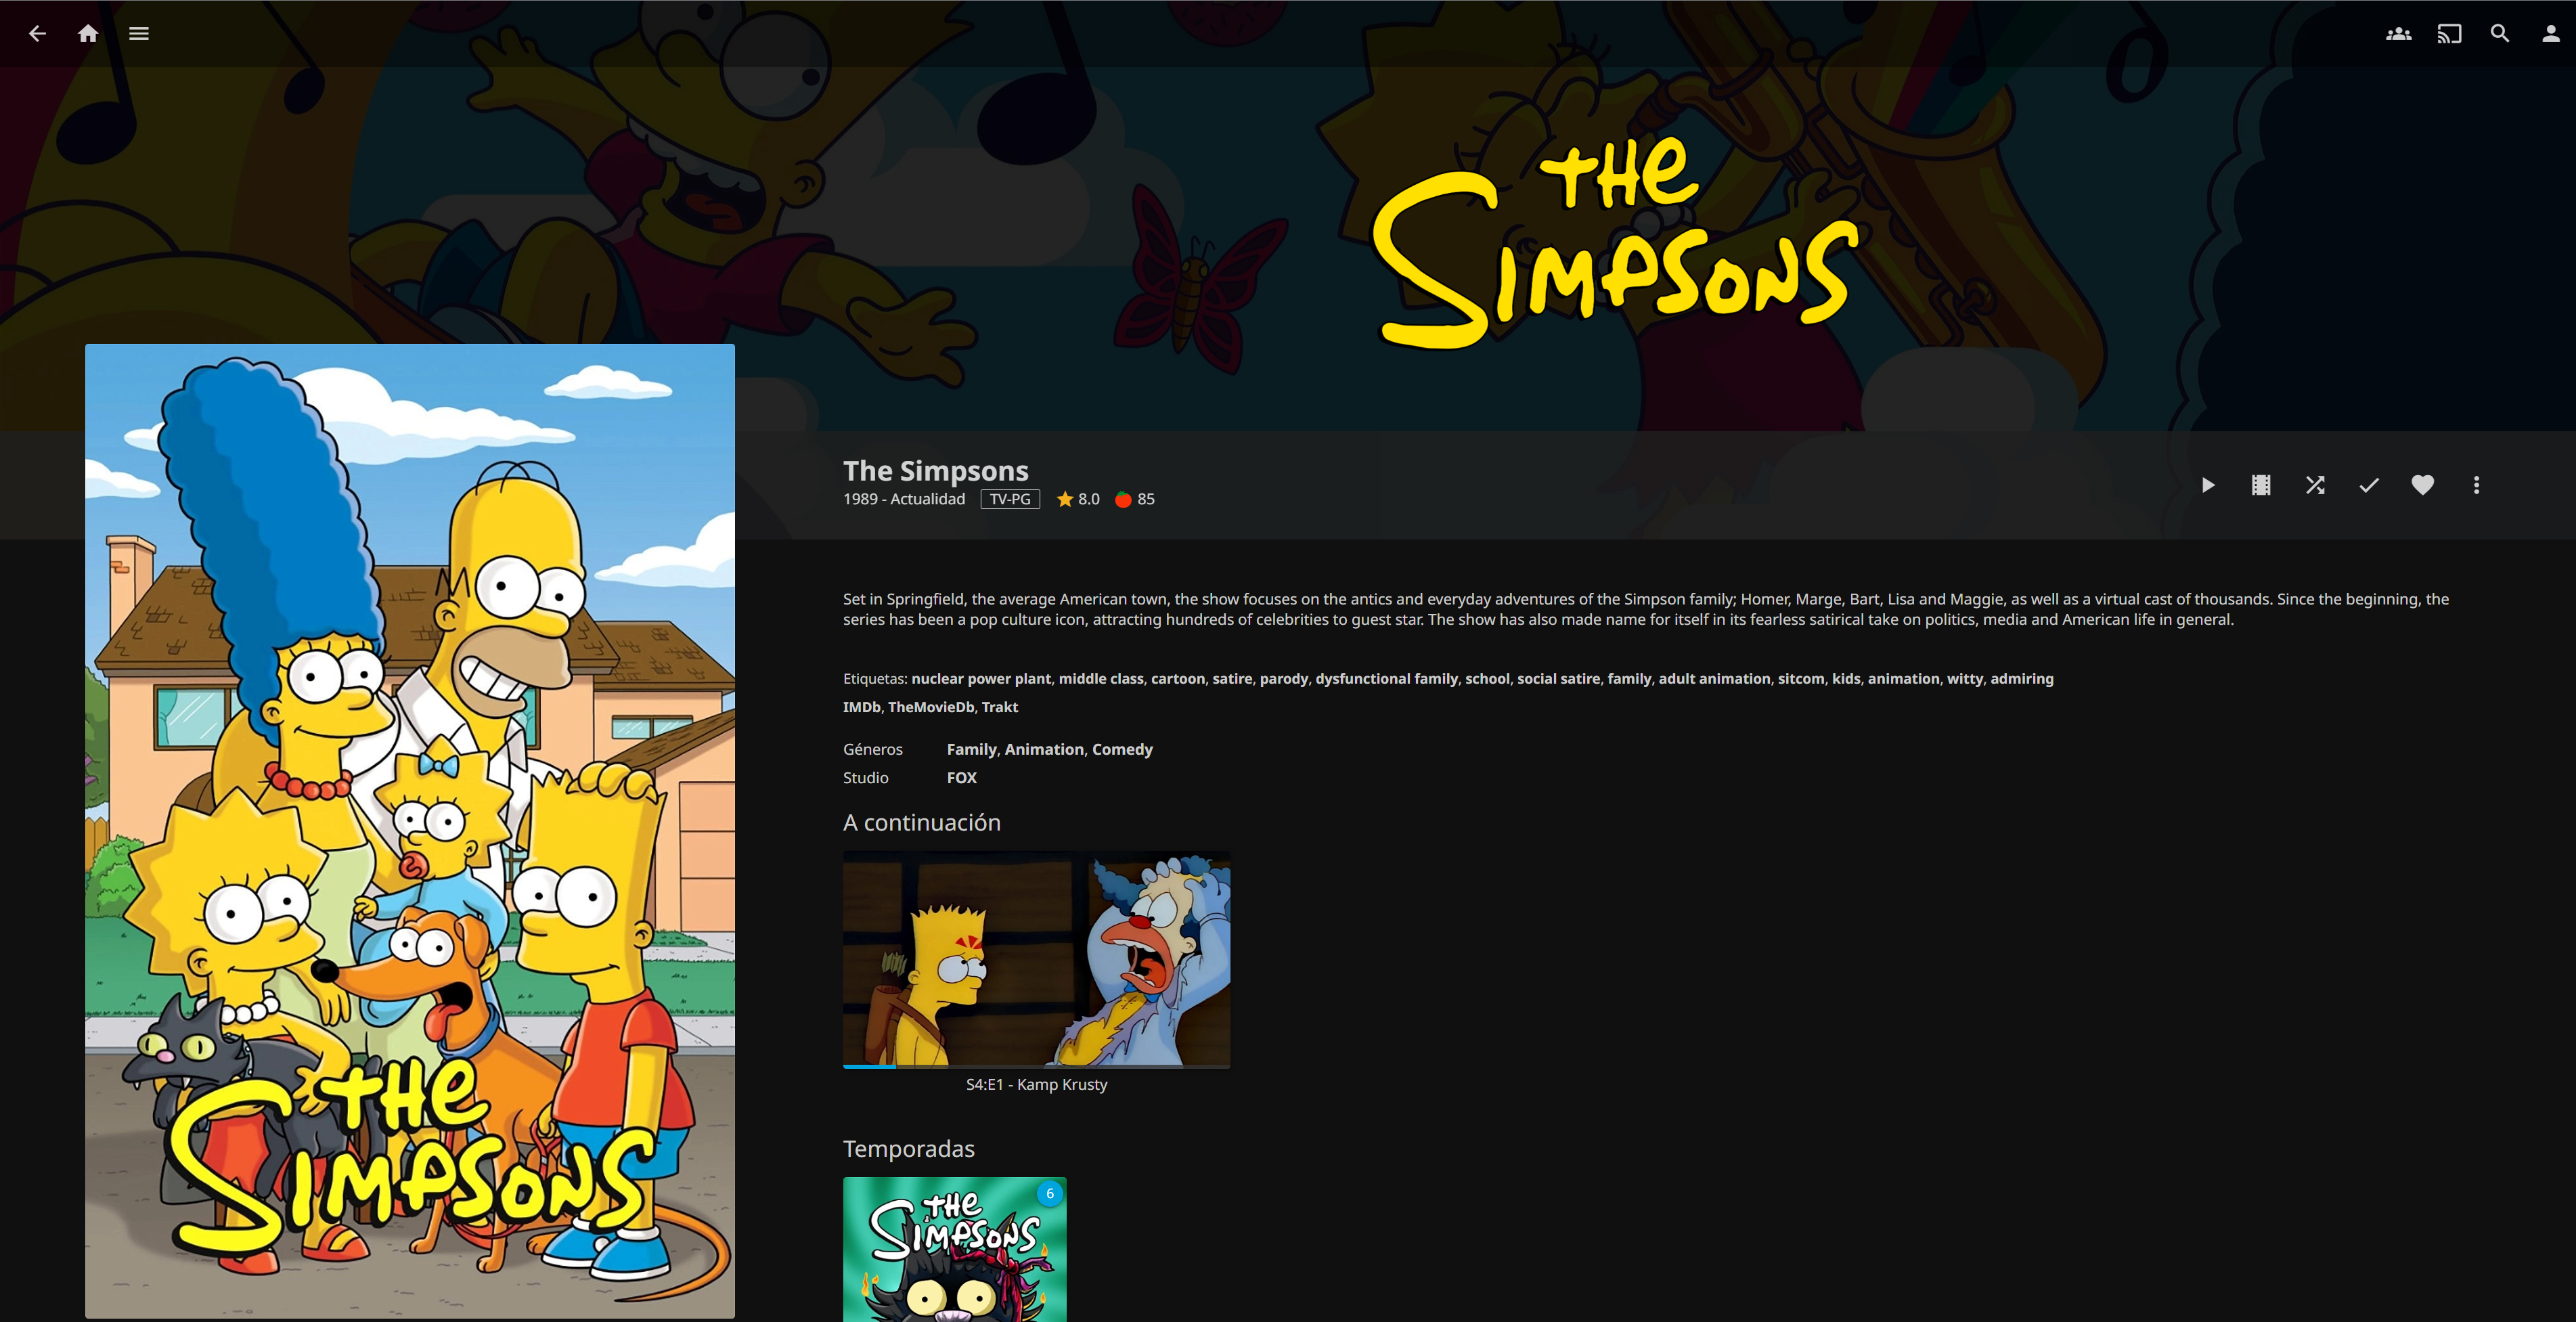 THE
SIMPSONS
The Simpsons
1989 - Actualidad TV-PG 8.0 85
Set in Springfield, the average American town, the show focuses on the antics and everyday adventures of the Simpson family; Homer, Marge, Bart, Lisa and Maggie, as well as a virtual cast of thousands. Since the beginning, the
series has been a pop culture icon, attracting hundreds of celebrities to guest star. The show has also made name for itself in its fearless satirical take on politics, media and American life in general.
Etiquetas: nuclear power plant, middle class, cartoon, satire, parody, dysfunctional family, school, social satire, family, adult animation, sitcom, kids, animation, witty, admiring
IMDb, TheMovieDb, Trakt
Géneros Family, Animation, Comedy
Studio FOX
A continuación
S4:E1 - Kamp Krusty
THE
SIMPSONS
Temporadas
6
THE
SIMPSONS